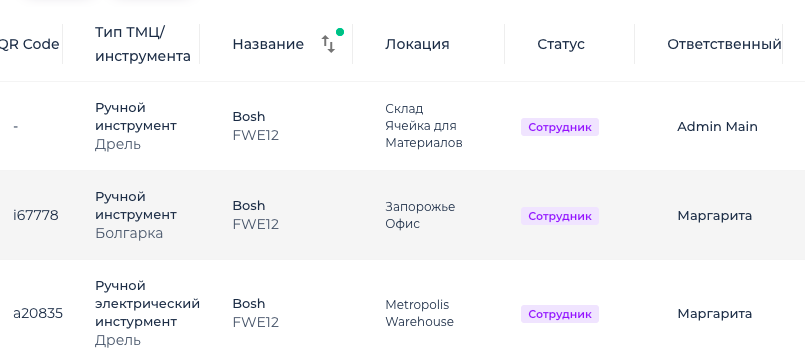 QR Code
Тип ТМЦ/
инструмента
Название
Локация
Статус
Ответственный
-
Ручной
инструмент
Дрель
Bosh
FWE12
Склад
Ячейка для
Материалов
Сотрудник
Admin Main
i67778
Ручной
инструмент
Болгарка
Bosh
FWE12
Запорожье
Офис
Сотрудник
Маргарита
a20835
Ручной
электрический
инстурмент
Дрель
Bosh
FWE12
Metropolis
Warehouse
Сотрудник
Маргарита